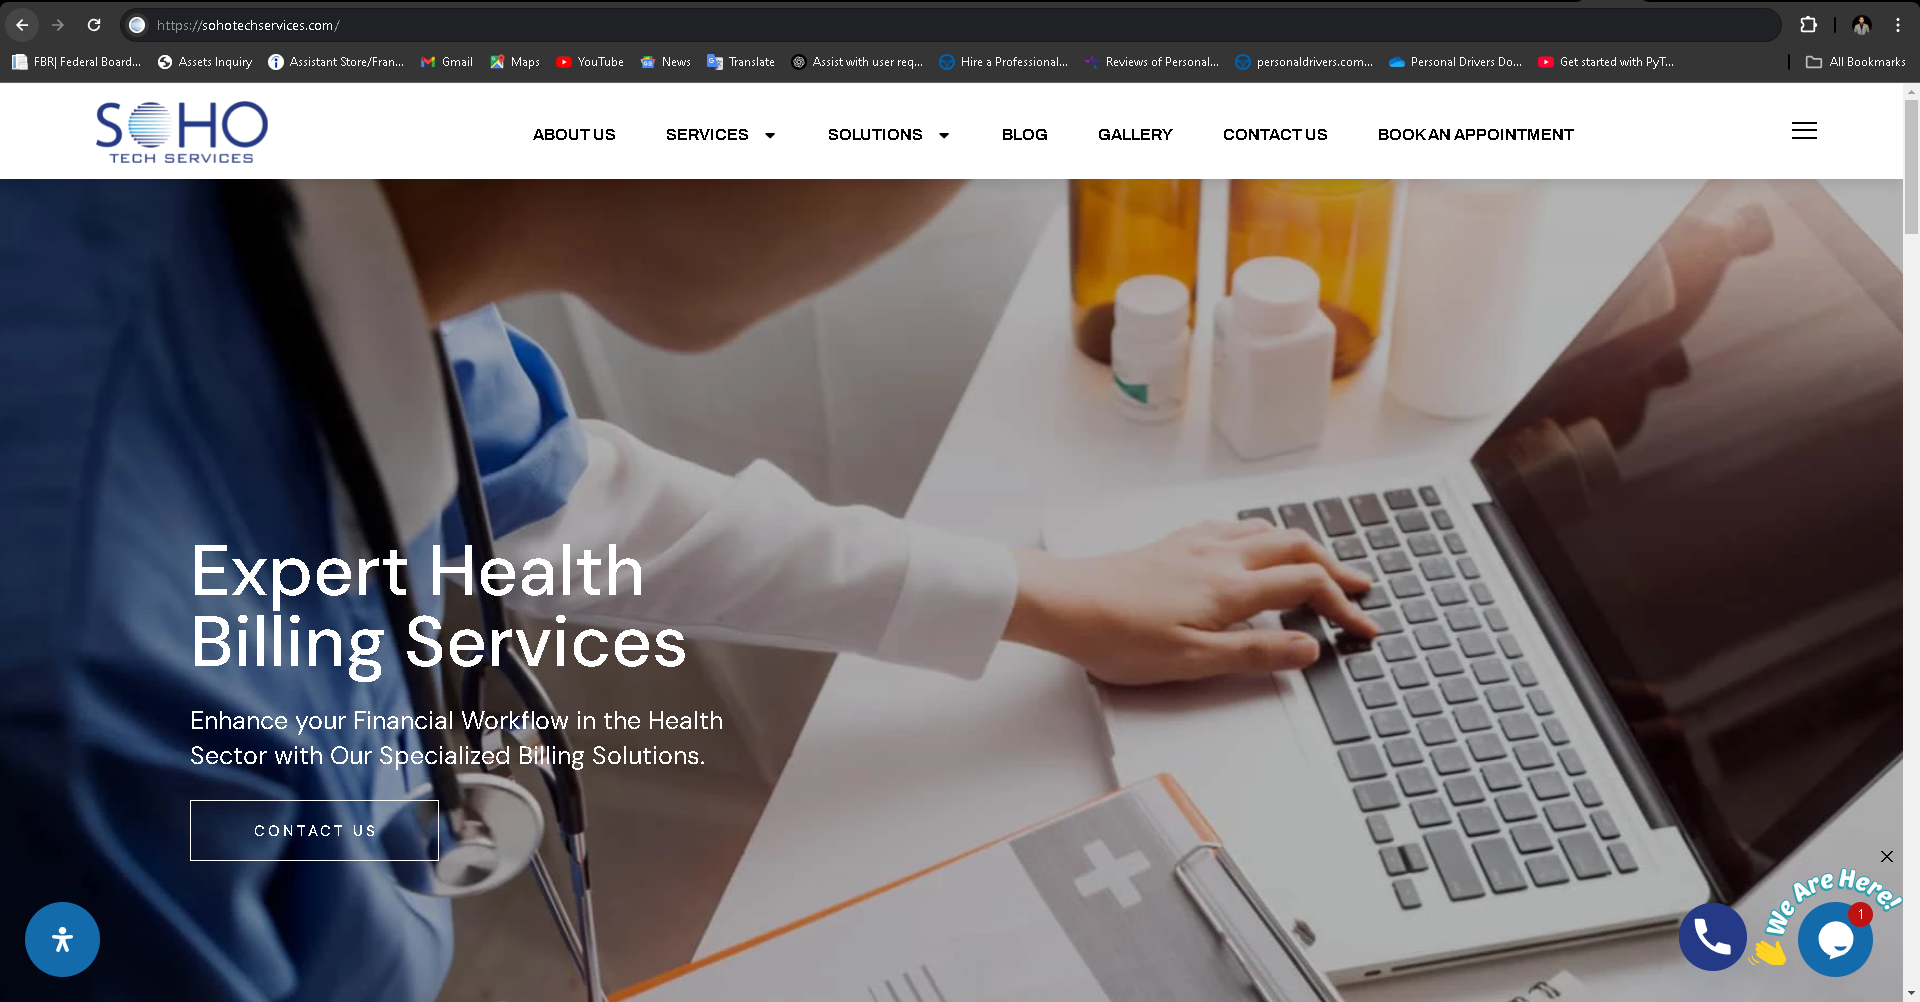 https://sohotechservices.com/
FBR| Federal Board... Assets Inquiry Assistant Store/Fran... Gmail Maps YouTube News Translate Assist with user req... Hire a Professional... Reviews of Personal... personaldrivers.com... Personal Drivers Do... Get started with PyT... All Bookmarks
SOHO
TECH SERVICES
ABOUT US SERVICES SOLUTIONS BLOG GALLERY CONTACT US BOOK AN APPOINTMENT
Expert Health
Billing Services
Enhance your Financial Workflow in the Health
Sector with Our Specialized Billing Solutions.
CONTACT US
We Are Here!
1